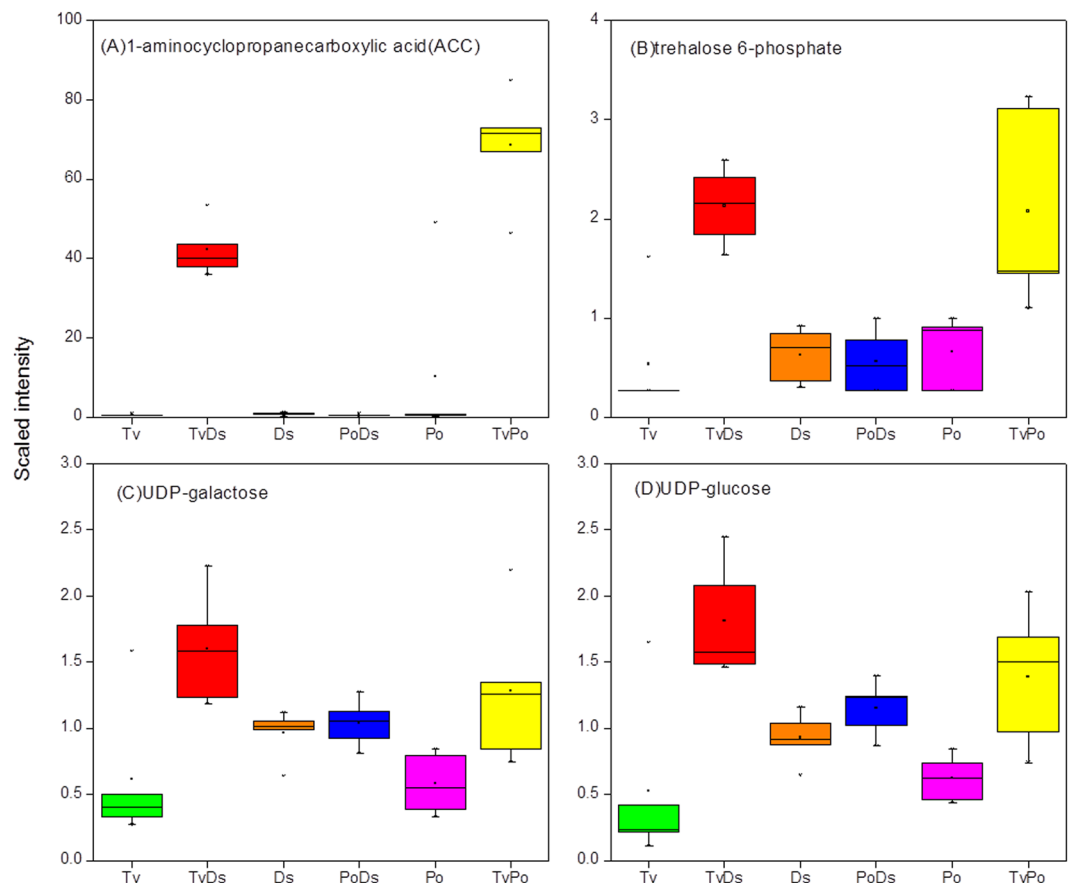 100
80
60
40
20
0
(A)1-aminocyclopropanecarboxylic acid(ACC)
Tv TvDs Ds PoDs Po TvPo
4
3
2
1
0
(B)trehalose 6-phosphate
Tv TvDs Ds PoDs Po TvPo
Scaled intensity
3.0
2.5
2.0
1.5
1.0
0.5
0.0
(C)UDP-galactose
Tv TvDs Ds PoDs Po TvPo
3.0
2.5
2.0
1.5
1.0
0.5
0.0
(D)UDP-glucose
Tv TvDs Ds PoDs Po TvPo